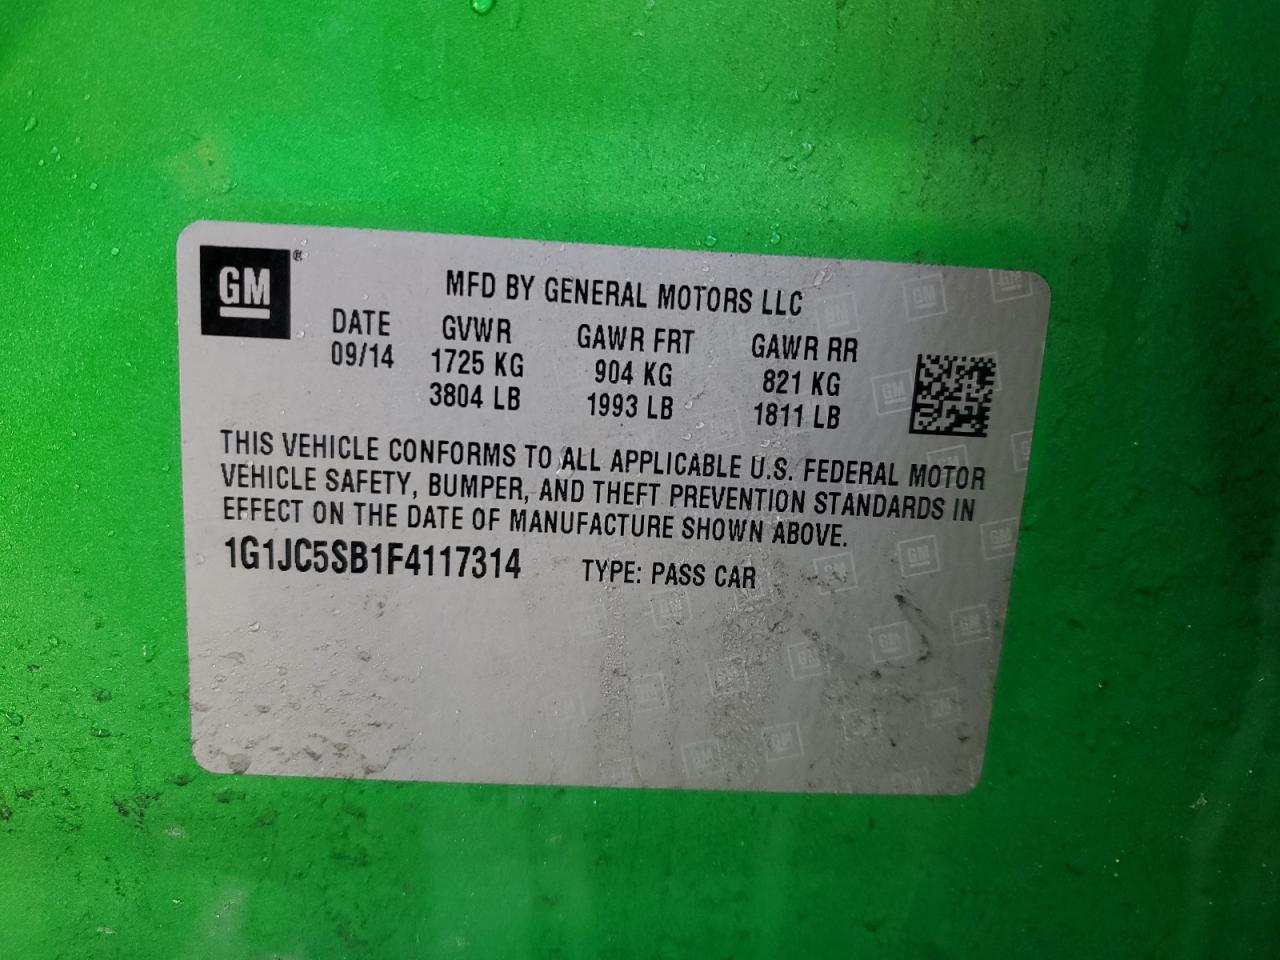 GM ®
MFD BY GENERAL MOTORS LLC
DATE GVWR GAWR FRT GAWR RR
09/14 1725 KG 904 KG 821 KG
3804 LB 1993 LB 1811 LB
THIS VEHICLE CONFORMS TO ALL APPLICABLE U.S. FEDERAL MOTOR
VEHICLE SAFETY, BUMPER, AND THEFT PREVENTION STANDARDS IN
EFFECT ON THE DATE OF MANUFACTURE SHOWN ABOVE.
1G1JC5SB1F4117314 TYPE: PASS CAR